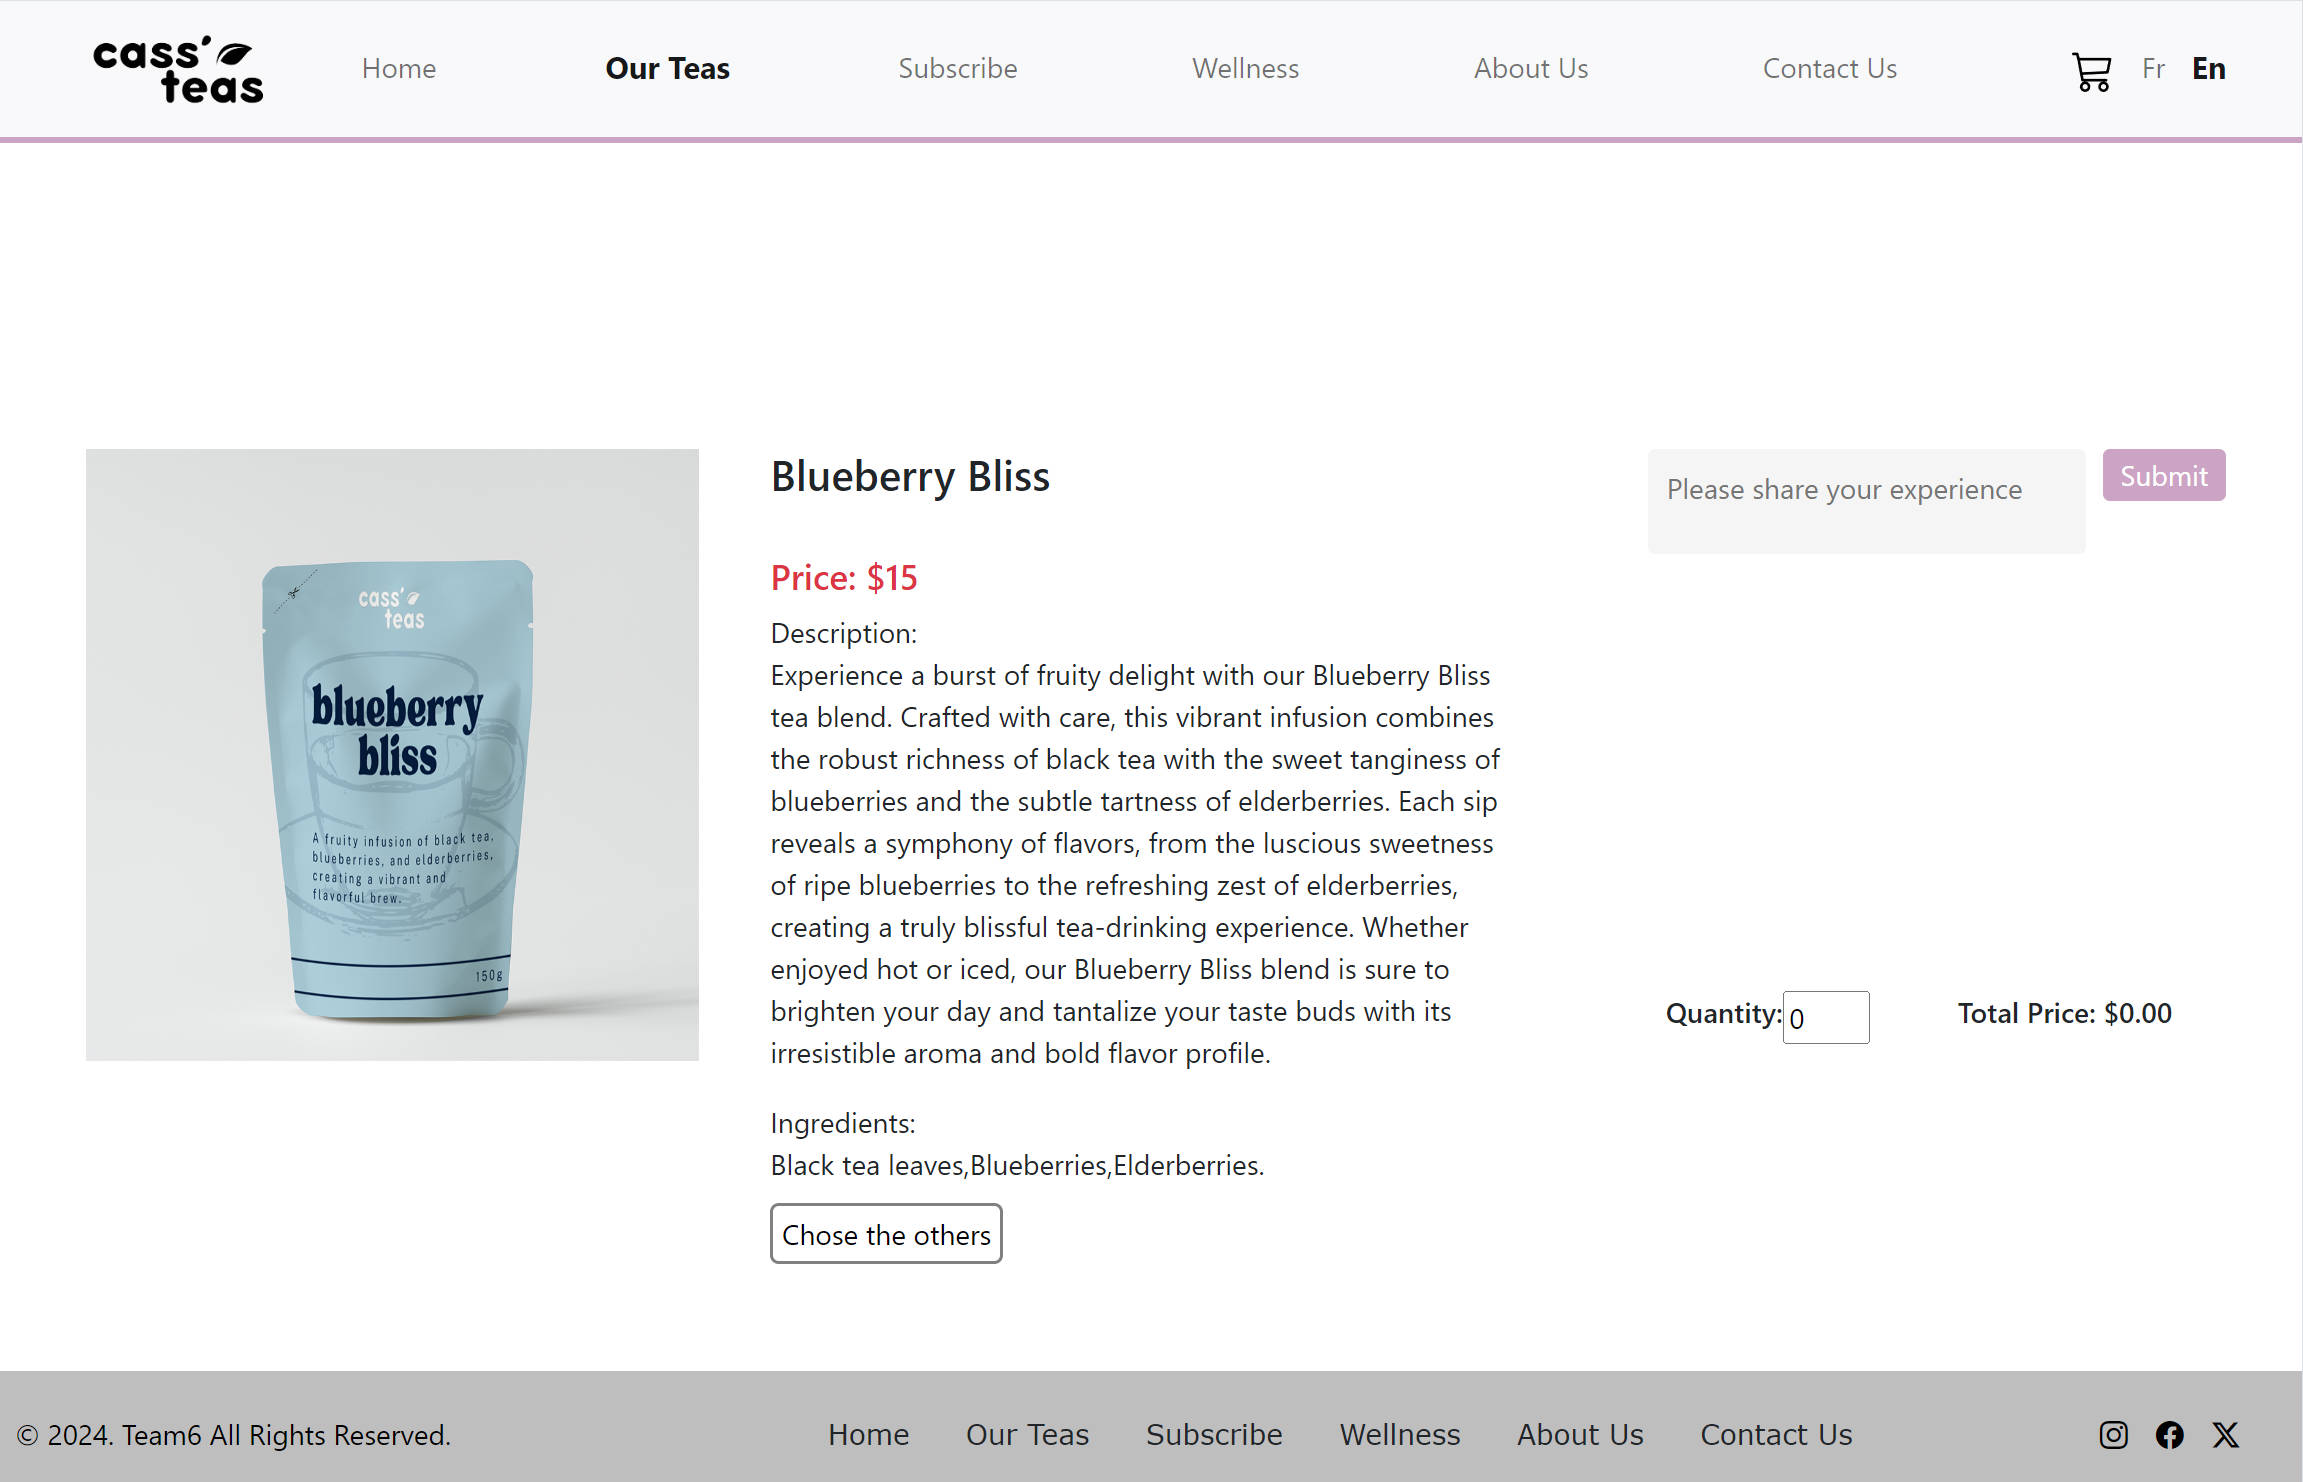 cass' teas
Home
Our Teas
Subscribe
Wellness
About Us
Contact Us
Fr
En
cass'
teas
blueberry
bliss
A fruity infusion of black tea,
blueberries, and elderberries,
creating a vibrant and
flavorful brew.
150g
Blueberry Bliss
Price: $15
Description:
Experience a burst of fruity delight with our Blueberry Bliss
tea blend. Crafted with care, this vibrant infusion combines
the robust richness of black tea with the sweet tanginess of
blueberries and the subtle tartness of elderberries. Each sip
reveals a symphony of flavors, from the luscious sweetness
of ripe blueberries to the refreshing zest of elderberries,
creating a truly blissful tea-drinking experience. Whether
enjoyed hot or iced, our Blueberry Bliss blend is sure to
brighten your day and tantalize your taste buds with its
irresistible aroma and bold flavor profile.
Ingredients:
Black tea leaves,Blueberries,Elderberries.
Chose the others
Please share your experience
Submit
Quantity: 0
Total Price: $0.00
© 2024. Team6 All Rights Reserved.
Home
Our Teas
Subscribe
Wellness
About Us
Contact Us